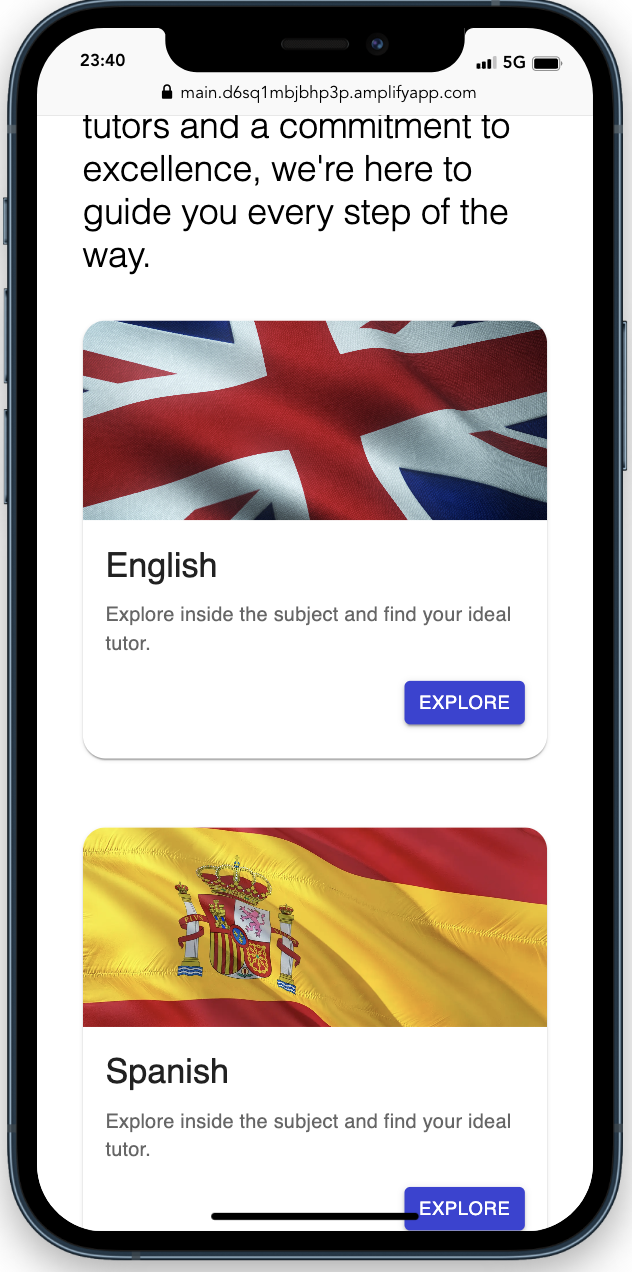 23:40
5G
main.d6sq1mbjbhp3p.amplifyapp.com
tutors and a commitment to
excellence, we're here to
guide you every step of the
way.
English
Explore inside the subject and find your ideal
tutor.
EXPLORE
PLUS
Spanish
Explore inside the subject and find your ideal
tutor.
EXPLORE